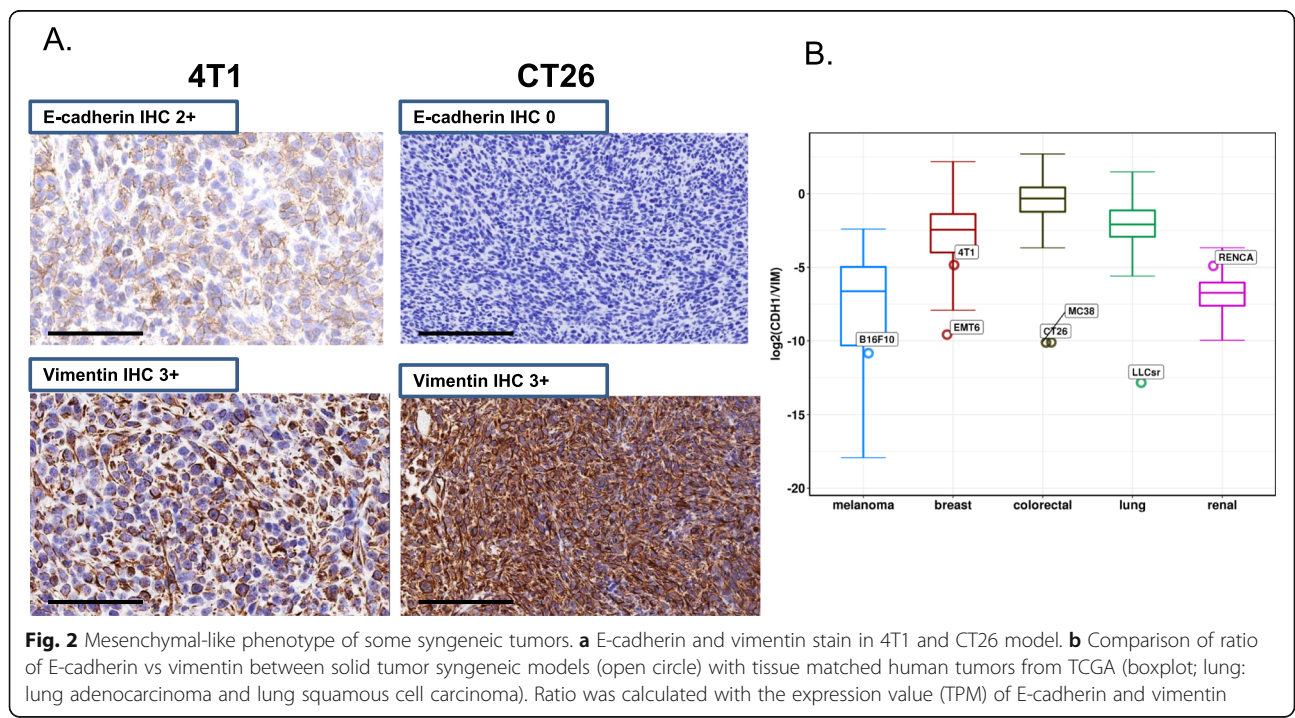 A.
4T1
CT26
E-cadherin IHC 2+
E-cadherin IHC 0
Vimentin IHC 3+
Vimentin IHC 3+
B.
log2(CDH1/VIM)
0
-5
-10
-15
-20
4T1
RENCA
MC38
EMT6
CT26
B16F10
LLCsr
melanoma
breast
colorectal
lung
renal
Fig. 2 Mesenchymal-like phenotype of some syngeneic tumors. a E-cadherin and vimentin stain in 4T1 and CT26 model. b Comparison of ratio
of E-cadherin vs vimentin between solid tumor syngeneic models (open circle) with tissue matched human tumors from TCGA (boxplot; lung:
lung adenocarcinoma and lung squamous cell carcinoma). Ratio was calculated with the expression value (TPM) of E-cadherin and vimentin